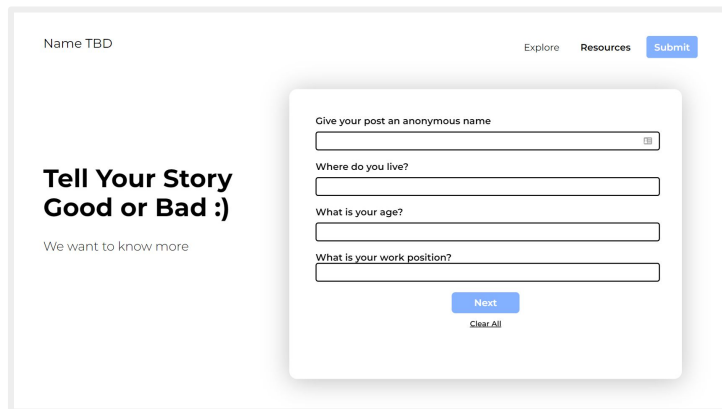 Name TBD
Explore
Resources
Submit
Tell Your Story
Good or Bad :)
We want to know more
Give your post an anonymous name
Where do you live?
What is your age?
What is your work position?
Next
Clear All